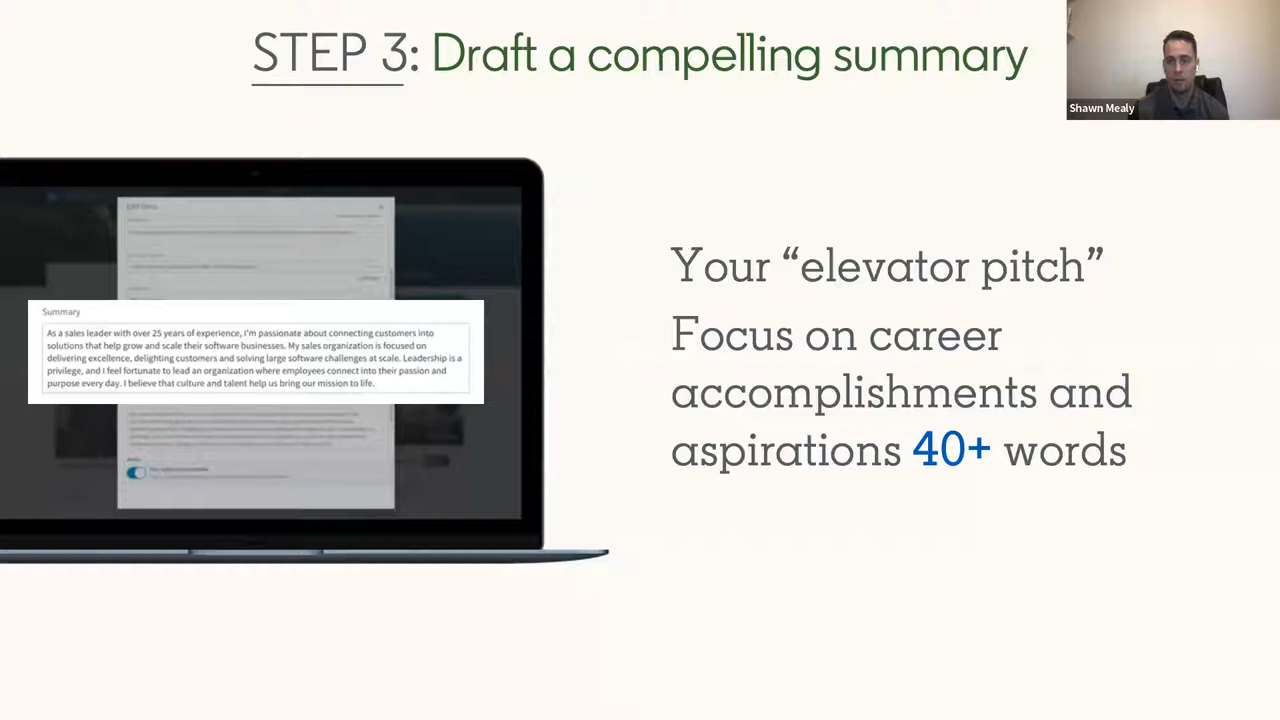 STEP 3: Draft a compelling summary
Shawn Mealy
Summary
As a sales leader with over 25 years of experience, I'm passionate about connecting customers into
solutions that help grow and scale their software businesses. My sales organization is focused on
delivering excellence, delighting customers and solving large software challenges at scale. Leadership is a
privilege, and I feel fortunate to lead an organization where employees connect into their passion and
purpose every day. I believe that culture and talent help us bring our mission to life.
Your “elevator pitch”
Focus on career
accomplishments and
aspirations 40+ words